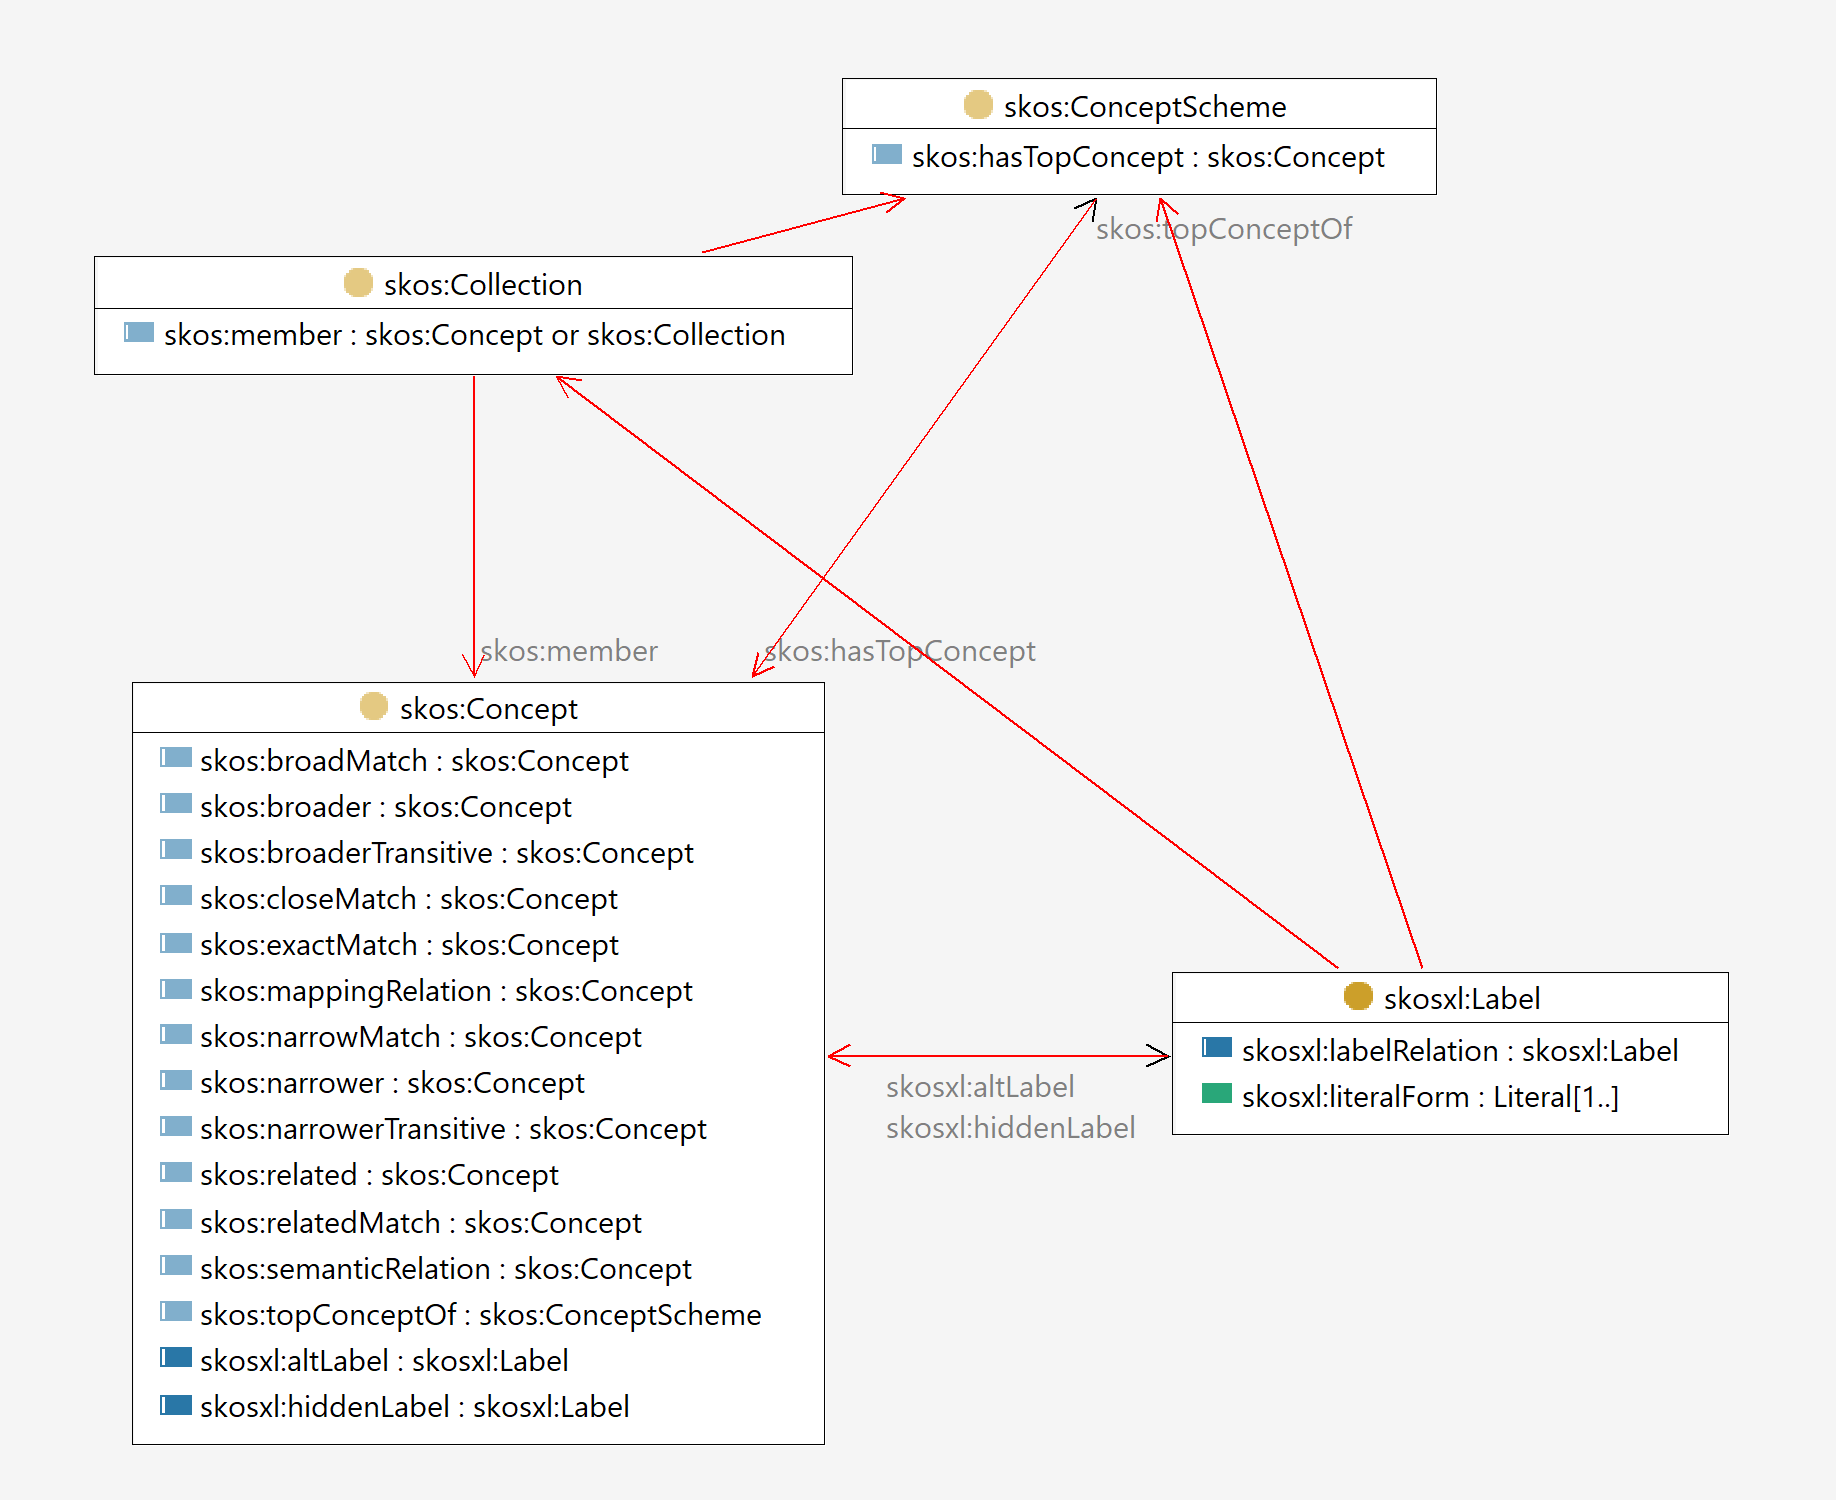 skos:ConceptScheme
skos:hasTopConcept : skos:Concept
skos:topConceptOf
skos:Collection
skos:member : skos:Concept or skos:Collection
skos:member
skos:hasTopConcept
skos:Concept
skos:broadMatch : skos:Concept
skos:broader : skos:Concept
skos:broaderTransitive : skos:Concept
skos:closeMatch : skos:Concept
skos:exactMatch : skos:Concept
skos:mappingRelation : skos:Concept
skos:narrowMatch : skos:Concept
skos:narrower : skos:Concept
skos:narrowerTransitive : skos:Concept
skos:related : skos:Concept
skos:relatedMatch : skos:Concept
skos:semanticRelation : skos:Concept
skos:topConceptOf : skos:ConceptScheme
skosxl:altLabel : skosxl:Label
skosxl:hiddenLabel : skosxl:Label
skosxl:altLabel
skosxl:hiddenLabel
skosxl:Label
skosxl:labelRelation : skosxl:Label
skosxl:literalForm : Literal[1..]